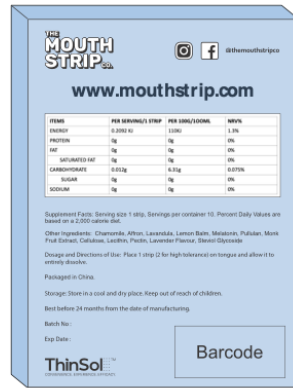 THE
MOUTH
STRIP CO.
@themouthstripco
www.mouthstrip.com
ITEMS PER SERVING/1 STRIP PER 100G/100ML NRV%
ENERGY 0.2092 KJ 110KJ 1.3%
PROTEIN 0g 0g 0%
FAT 0g 0g 0%
SATURATED FAT 0g 0g 0%
CARBOHYDRATE 0.012g 6.31g 0.075%
SUGAR 0g 0g 0%
SODIUM 0g 0g 0%
Supplement Facts: Serving size 1 strip, Servings per container 10. Percent Daily Values are
based on a 2,000 calorie diet.
Other Ingredients: Chamomile, Affron, Lavandula, Lemon Balm, Melatonin, Pullulan, Monk
Fruit Extract, Cellulose, Lecithin, Pectin, Lavender Flavour, Steviol Glycoside
Dosage and Directions of Use: Place 1 strip (2 for high tolerance) on tongue and allow it to
entirely dissolve.
Packaged in China.
Storage: Store in a cool and dry place. Keep out of reach of children.
Best before 24 months from the date of manufacturing.
Batch No :
Exp Date :
ThinSol
Barcode